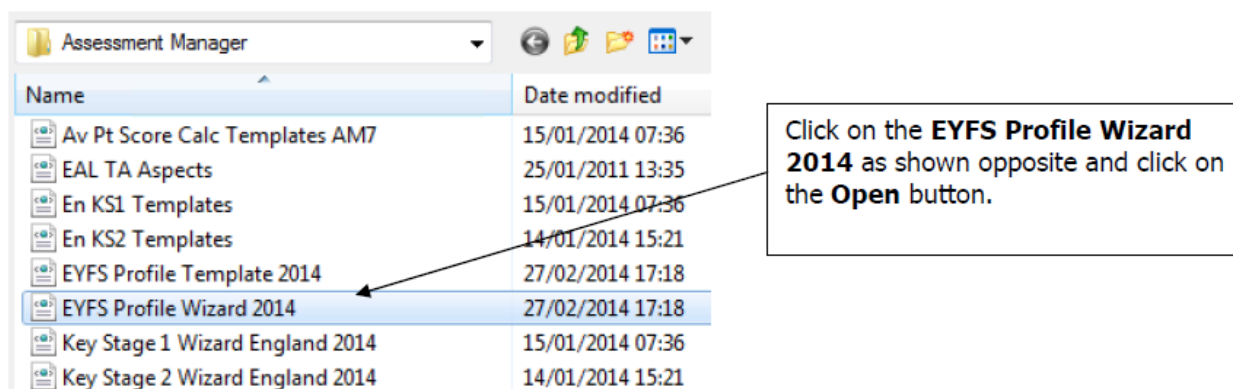 Assessment Manager
Name Date modified
Av Pt Score Calc Templates AM7 15/01/2014 07:36
EAL TA Aspects 25/01/2011 13:35
En KS1 Templates 15/01/2014 07:36
En KS2 Templates 14/01/2014 15:21
EYFS Profile Template 2014 27/02/2014 17:18
EYFS Profile Wizard 2014 27/02/2014 17:18
Key Stage 1 Wizard England 2014 15/01/2014 07:36
Key Stage 2 Wizard England 2014 14/01/2014 15:21
Click on the EYFS Profile Wizard
2014 as shown opposite and click on
the Open button.